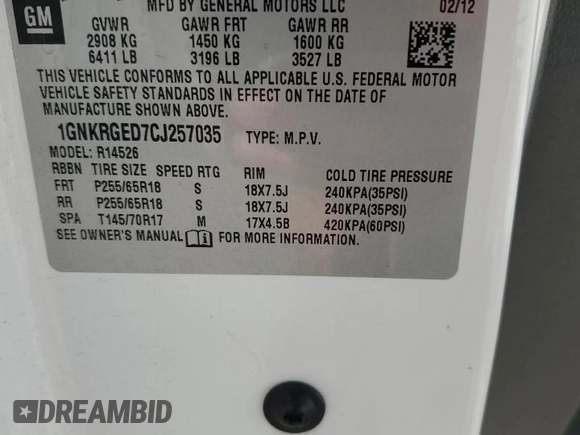 GM
MFD BY GENERAL MOTORS LLC 02/12
GVWR GAWR FRT GAWR RR
2908 KG 1450 KG 1600 KG
6411 LB 3196 LB 3527 LB
THIS VEHICLE CONFORMS TO ALL APPLICABLE U.S. FEDERAL MOTOR
VEHICLE SAFETY STANDARDS IN EFFECT ON THE DATE OF
MANUFACTURE SHOWN ABOVE.
1GNKRGED7CJ257035 TYPE: M.P.V.
MODEL: R14526
RBBN TIRE SIZE SPEED RTG RIM COLD TIRE PRESSURE
FRT P255/65R18 S 18X7.5J 240KPA(35PSI)
RR P255/65R18 S 18X7.5J 240KPA(35PSI)
SPA T145/70R17 M 17X4.5B 420KPA(60PSI)
SEE OWNER'S MANUAL FOR MORE INFORMATION.
DREAMBID